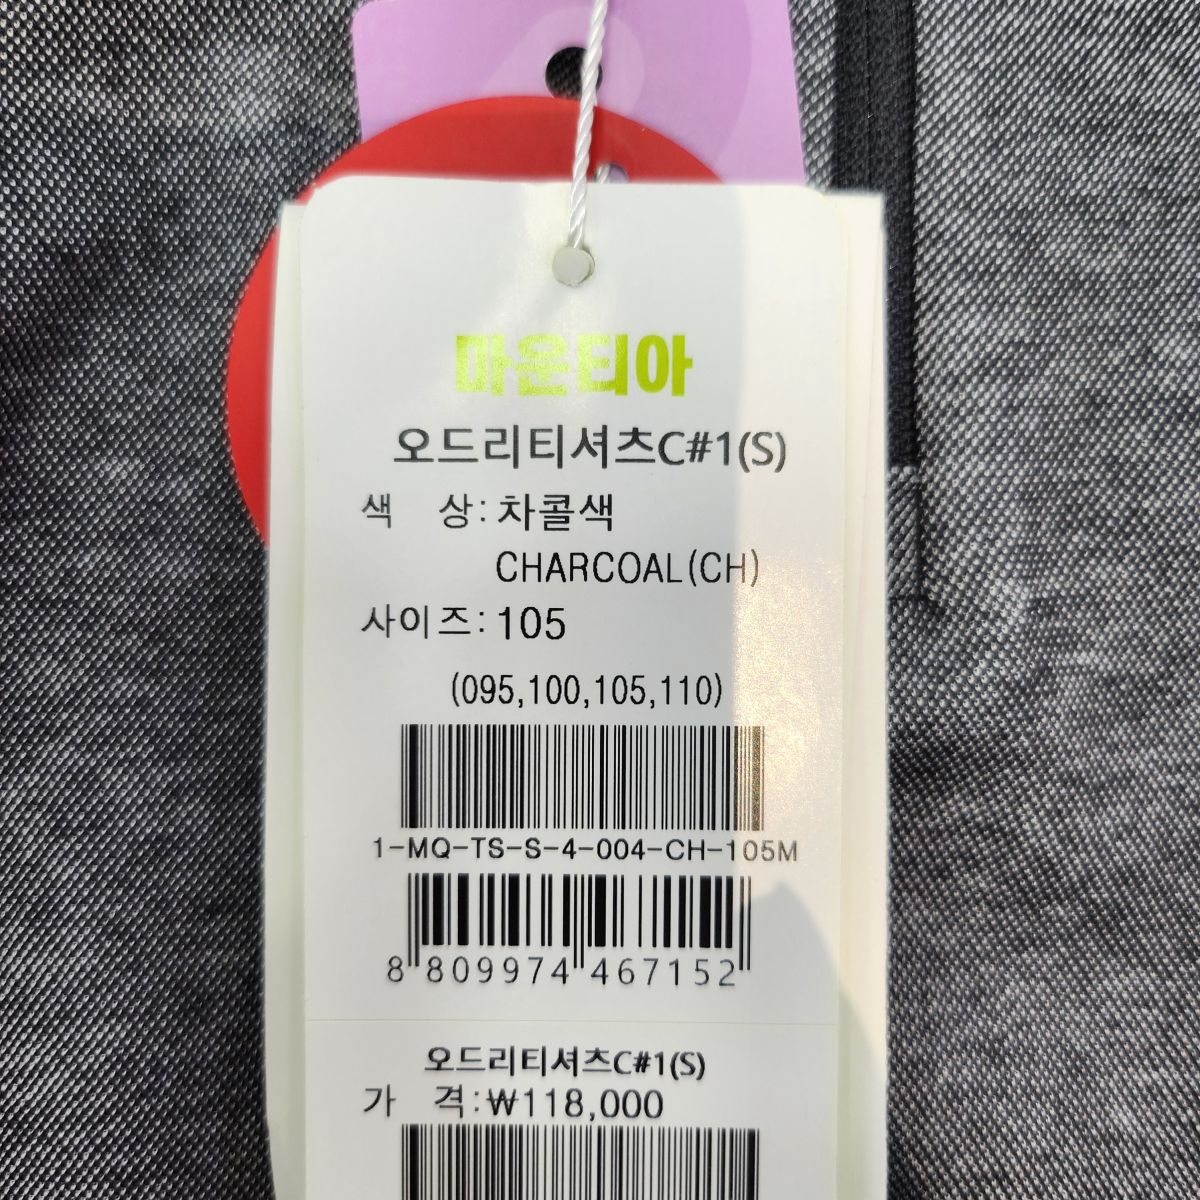 마운티아
오드리티셔츠C#1(S)
색 상: 차콜색
CHARCOAL(CH)
사이즈: 105
(095,100,105,110)
1-MQ-TS-S-4-004-CH-105M
8 809974 467152
오드리티셔츠C#1(S)
가 격:₩118,000